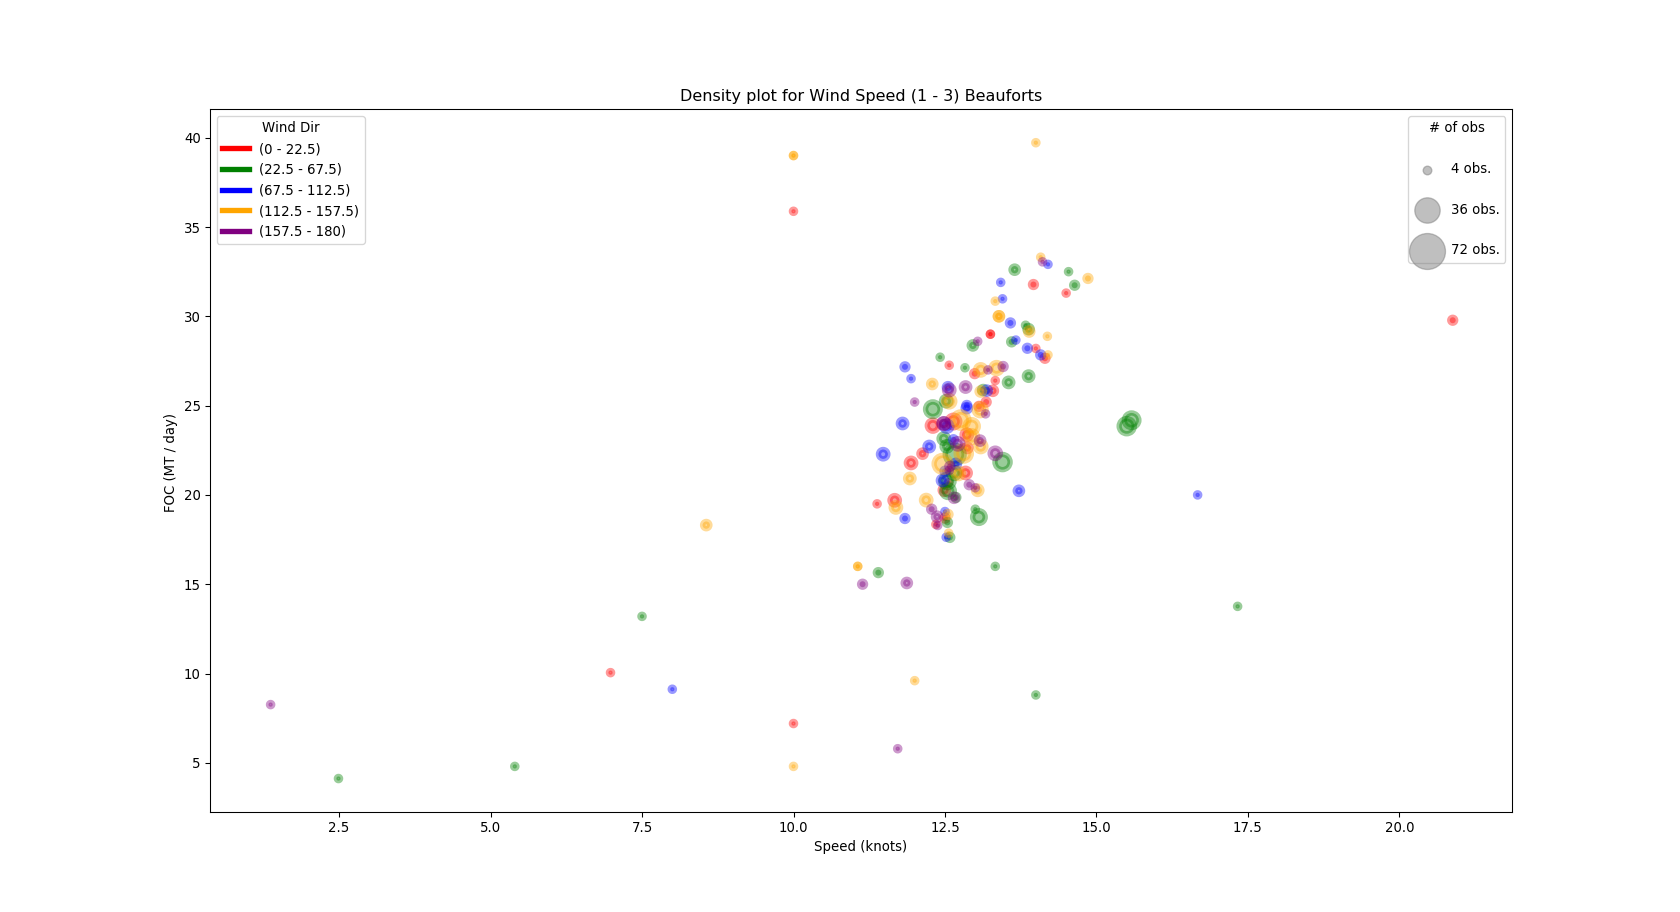 Density plot for Wind Speed (1 - 3) Beauforts
Wind Dir
(0 - 22.5)
(22.5 - 67.5)
(67.5 - 112.5)
(112.5 - 157.5)
(157.5 - 180)
# of obs
4 obs.
36 obs.
72 obs.
FOC (MT / day)
40
35
30
25
20
15
10
5
2.5 5.0 7.5 10.0 12.5 15.0 17.5 20.0
Speed (knots)